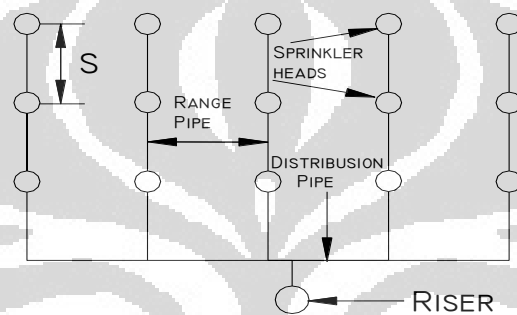 S
SPRINKLER
HEADS
RANGE
PIPE
DISTRIBUSION
PIPE
RISER